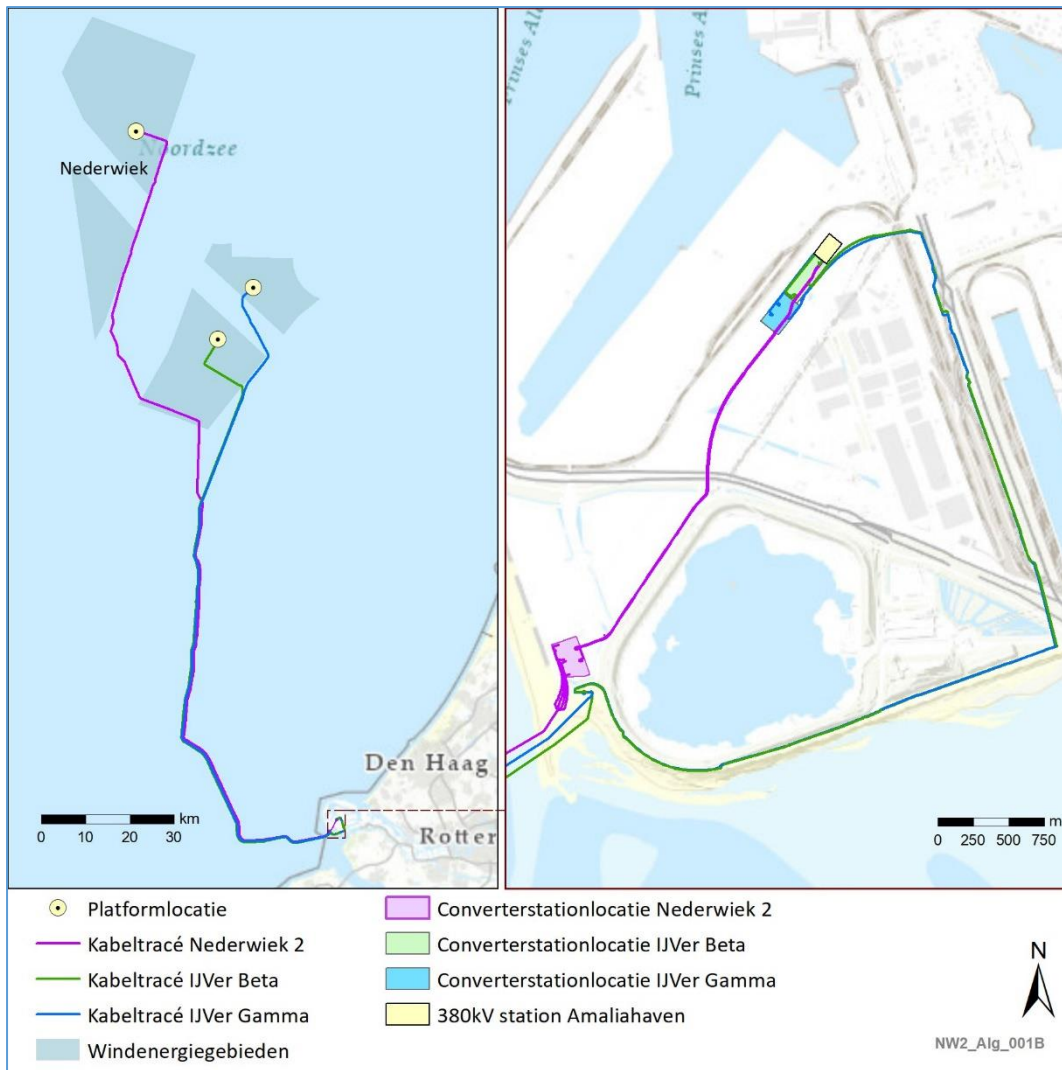 Noordzee
Nederwiek
Den Haag
Rotter
0 10 20 30 km
Prinses A
Prinses A
0 250 500 750 m
Platformlocatie
Kabeltracé Nederwiek 2
Kabeltracé IJVer Beta
Kabeltracé IJVer Gamma
Windenergiegebieden
Converterstationlocatie Nederwiek 2
Converterstationlocatie IJVer Beta
Converterstationlocatie IJVer Gamma
380kV station Amaliahaven
N
NW2_Alg_001B